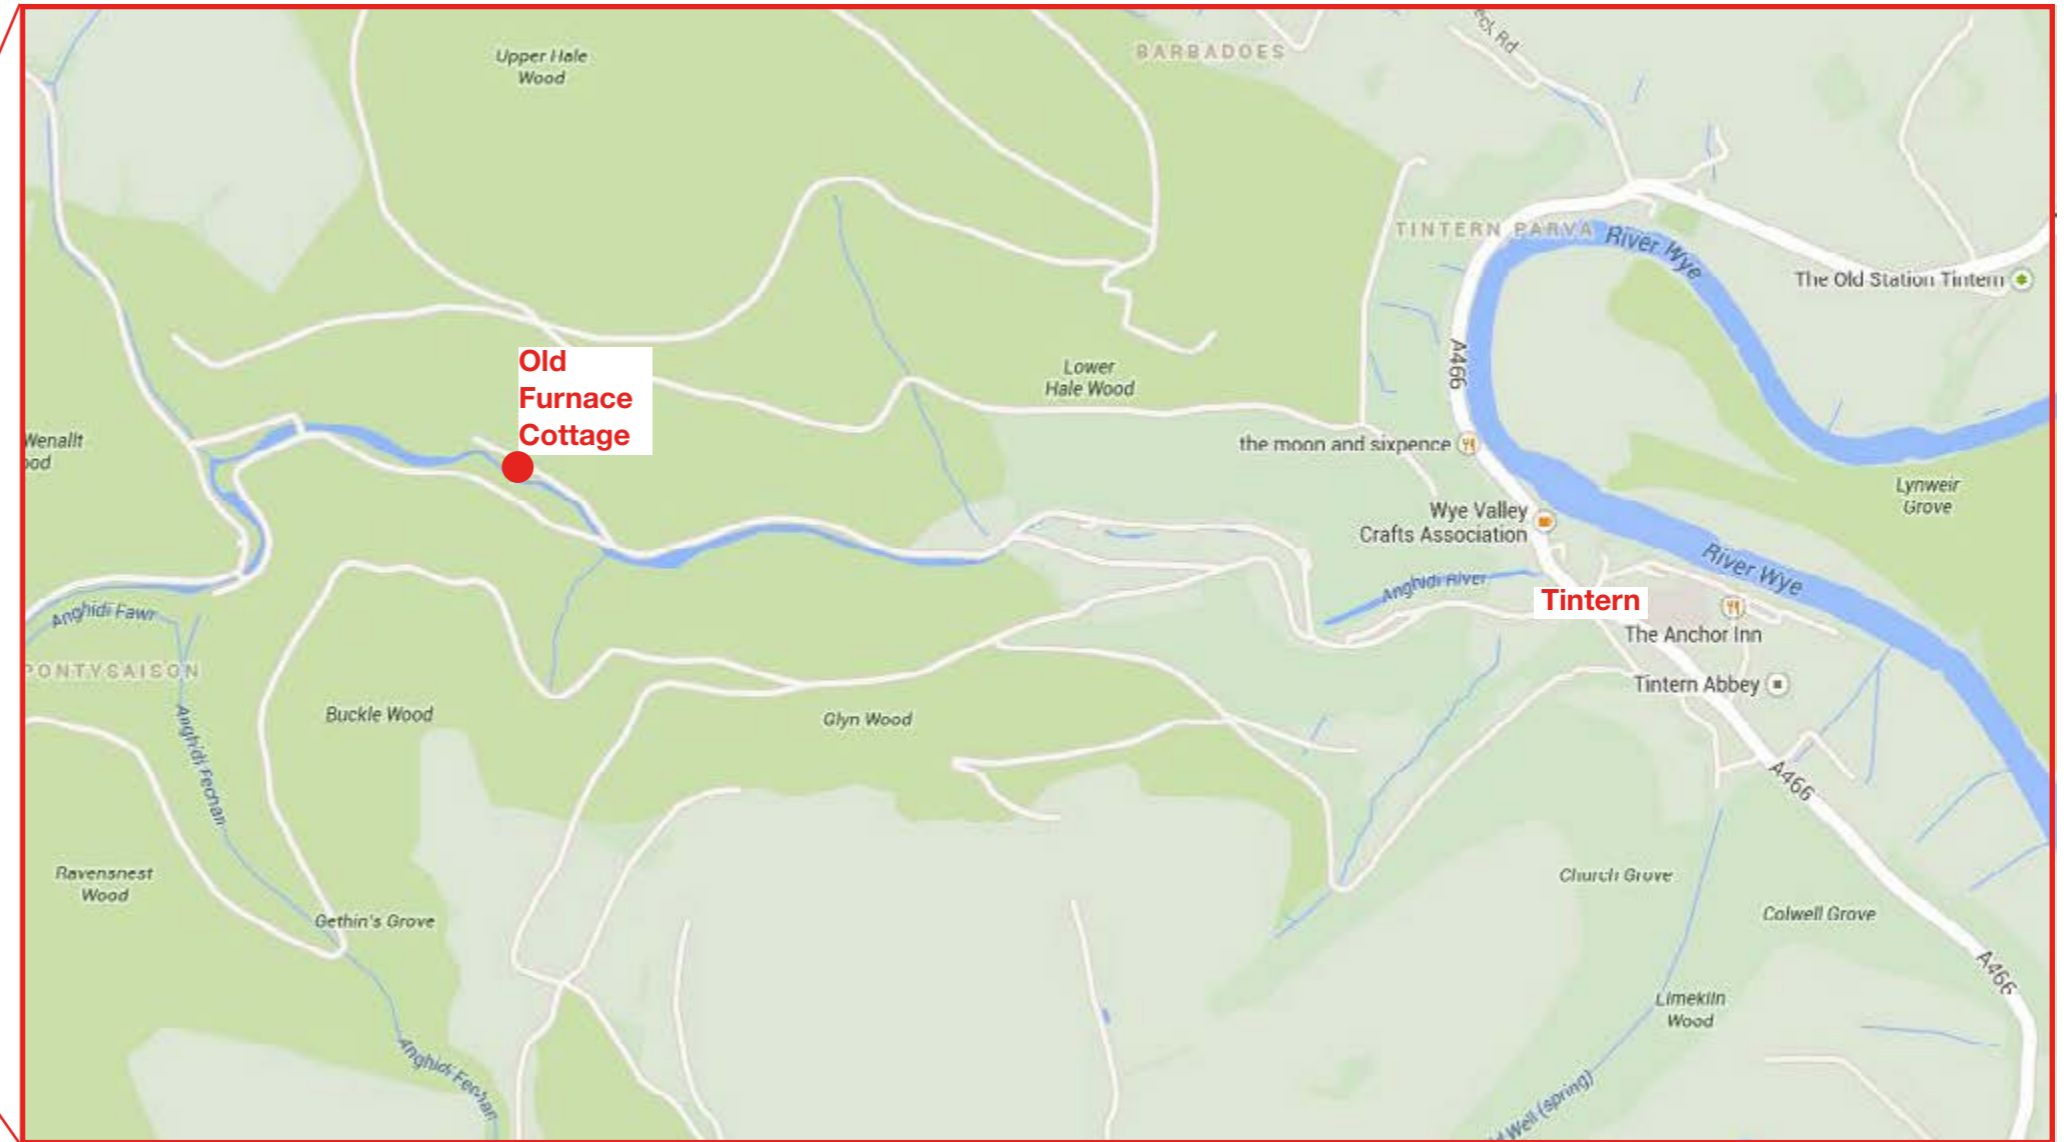 Upper Hale
Wood
BARBADOES
eck Rd
TINTERN PARVA
River Wye
The Old Station Tintern
A466
Old
Furnace
Cottage
Lower
Hale Wood
Wenallt
ood
the moon and sixpence
Lynweir
Grove
Wye Valley
Crafts Association
River Wye
Anghidi River
Tintern
Anghidi Fawr
The Anchor Inn
PONTYSAISON
Tintern Abbey
Anghidi Fechan
Buckle Wood
Glyn Wood
A466
Ravensnest
Wood
Gethin's Grove
Church Grove
Colwell Grove
A466
Limekiln
Wood
Anghidi Fechan
d Well (spring)